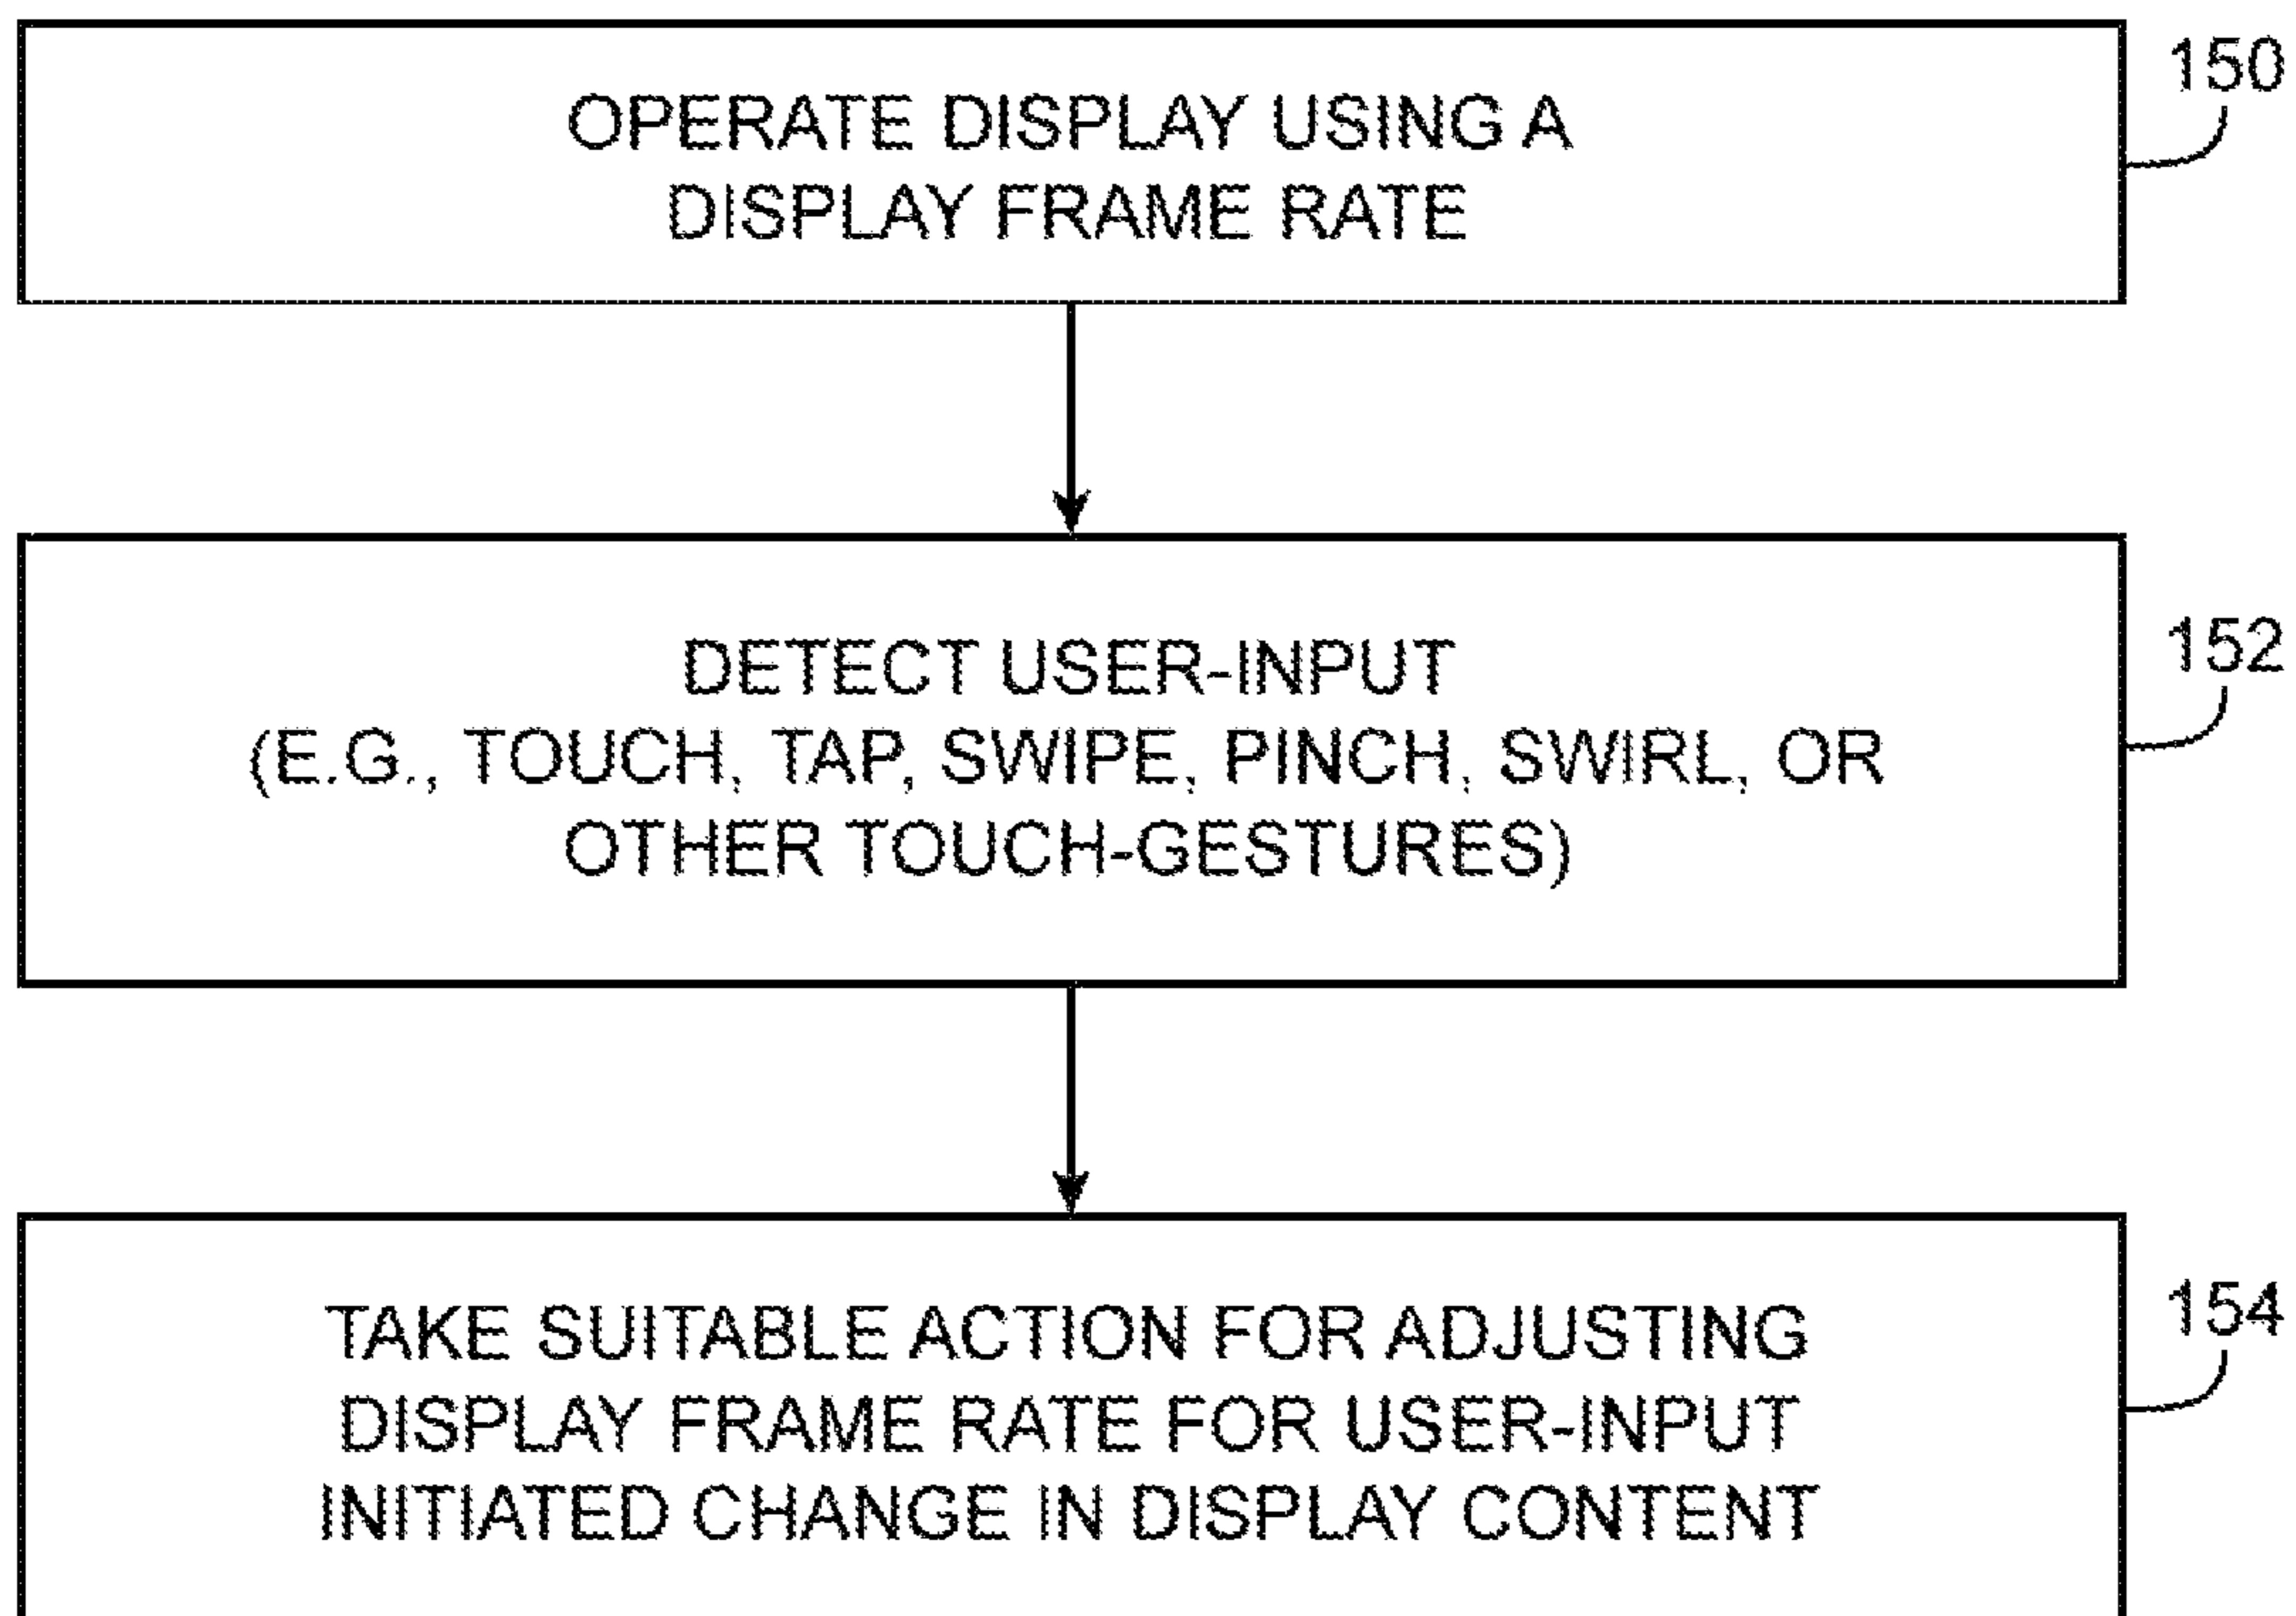 150
OPERATE DISPLAY USING A
DISPLAY FRAME RATE
152
DETECT USER-INPUT
(E.G., TOUCH, TAP, SWIPE, PINCH, SWIRL, OR
OTHER TOUCH-GESTURES)
154
TAKE SUITABLE ACTION FOR ADJUSTING
DISPLAY FRAME RATE FOR USER-INPUT
INITIATED CHANGE IN DISPLAY CONTENT